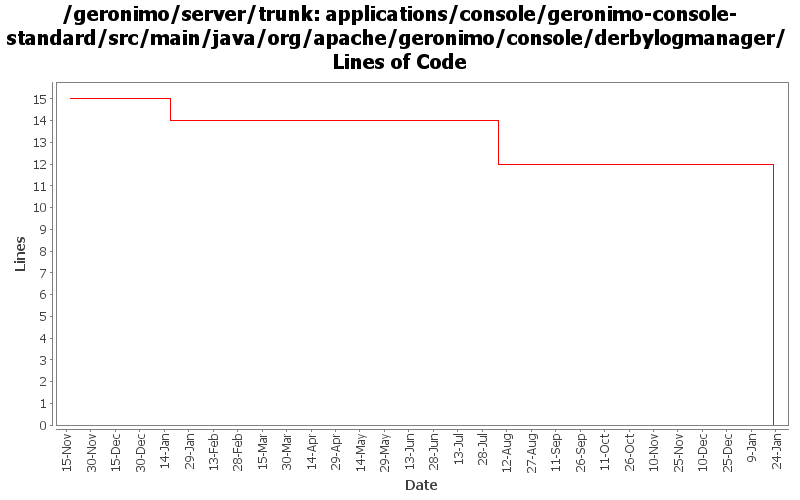 /geronimo/server/trunk: applications/console/geronimo-console-
standard/src/main/java/org/apache/geronimo/console/derbylogmanager/
Lines of Code
Lines
15
14
13
12
11
10
9
8
7
6
5
4
3
2
1
0
15-Nov
30-Nov
15-Dec
30-Dec
14-Jan
29-Jan
13-Feb
28-Feb
15-Mar
30-Mar
14-Apr
29-Apr
14-May
29-May
13-Jun
28-Jun
13-Jul
28-Jul
12-Aug
27-Aug
11-Sep
26-Sep
11-Oct
26-Oct
10-Nov
25-Nov
10-Dec
25-Dec
9-Jan
24-Jan
Date